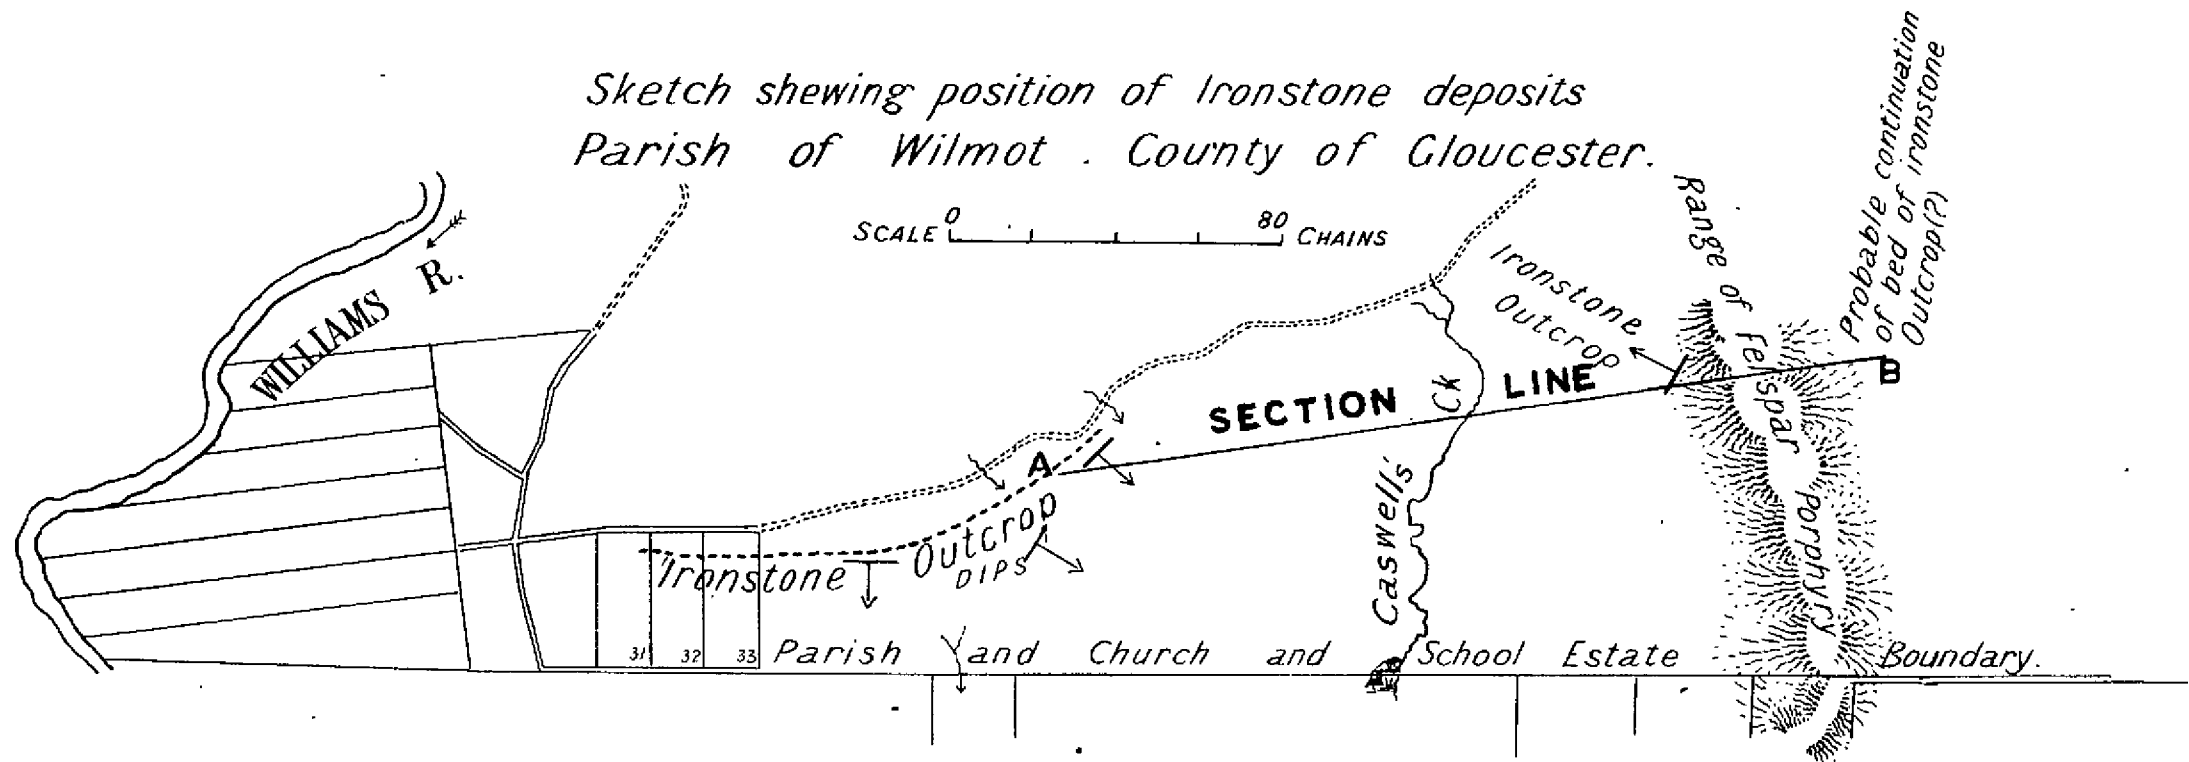 Sketch shewing position of Ironstone deposits
Parish of Wilmot. County of Gloucester.
SCALE 0 80 CHAINS
WILLIAMS R.
Ironstone
Outcrop
Range of Felspar Porphyry
Probable continuation
of bed of ironstone
Outcrop(?)
A SECTION LINE B
Caswell's Ck
Ironstone Outcrop
DIPS
31 32 33
Parish and Church and School Estate Boundary.